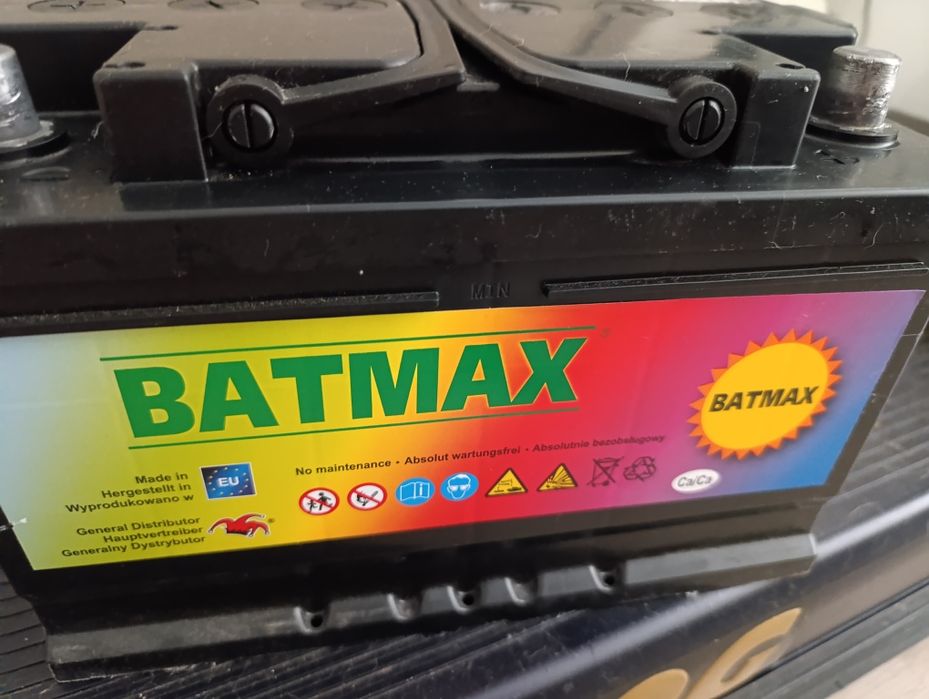 MIN
BATMAX
BATMAX
No maintenance • Absolut wartungsfrei • Absolutnie bezobsługowy
Made in
Hergestellt in
Wyprodukowano w
EU
Ca/Ca
General Distributor
Hauptvertreiber
Generalny Dystrybutor
G